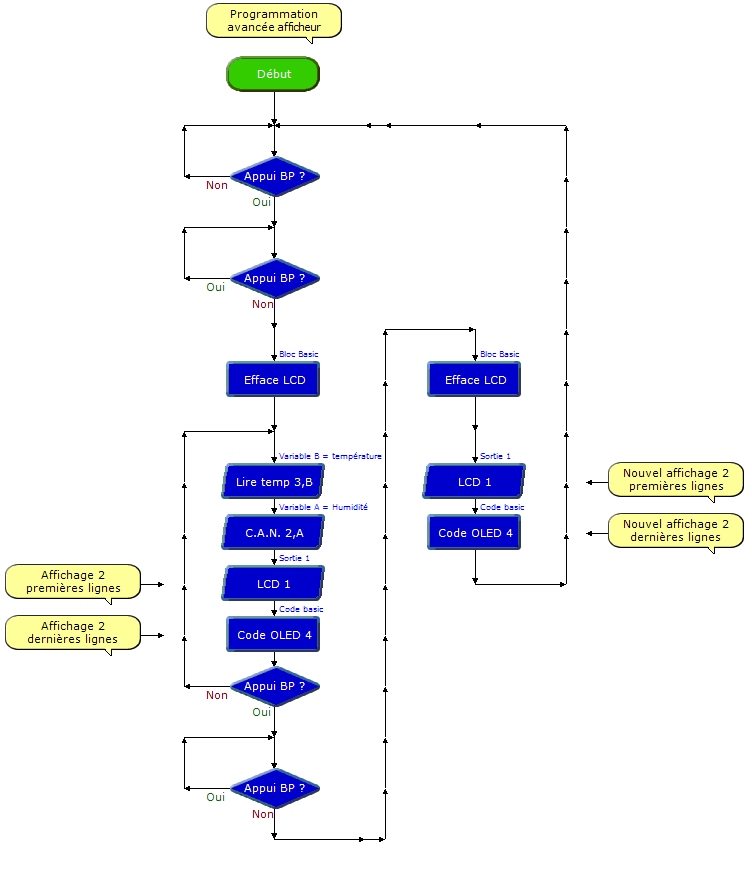 Programmation
avancée afficheur
Début
Appui BP ?
Non
Oui
Appui BP ?
Oui
Non
Bloc Basic
Efface LCD
Variable B = température
Lire temp 3,B
Variable A = Humidité
C.A.N. 2,A
Sortie 1
LCD 1
Code basic
Code OLED 4
Affichage 2
premières lignes
Affichage 2
dernières lignes
Appui BP ?
Non
Oui
Appui BP ?
Oui
Non
Bloc Basic
Efface LCD
Sortie 1
LCD 1
Code basic
Code OLED 4
Nouvel affichage 2
premières lignes
Nouvel affichage 2
dernières lignes